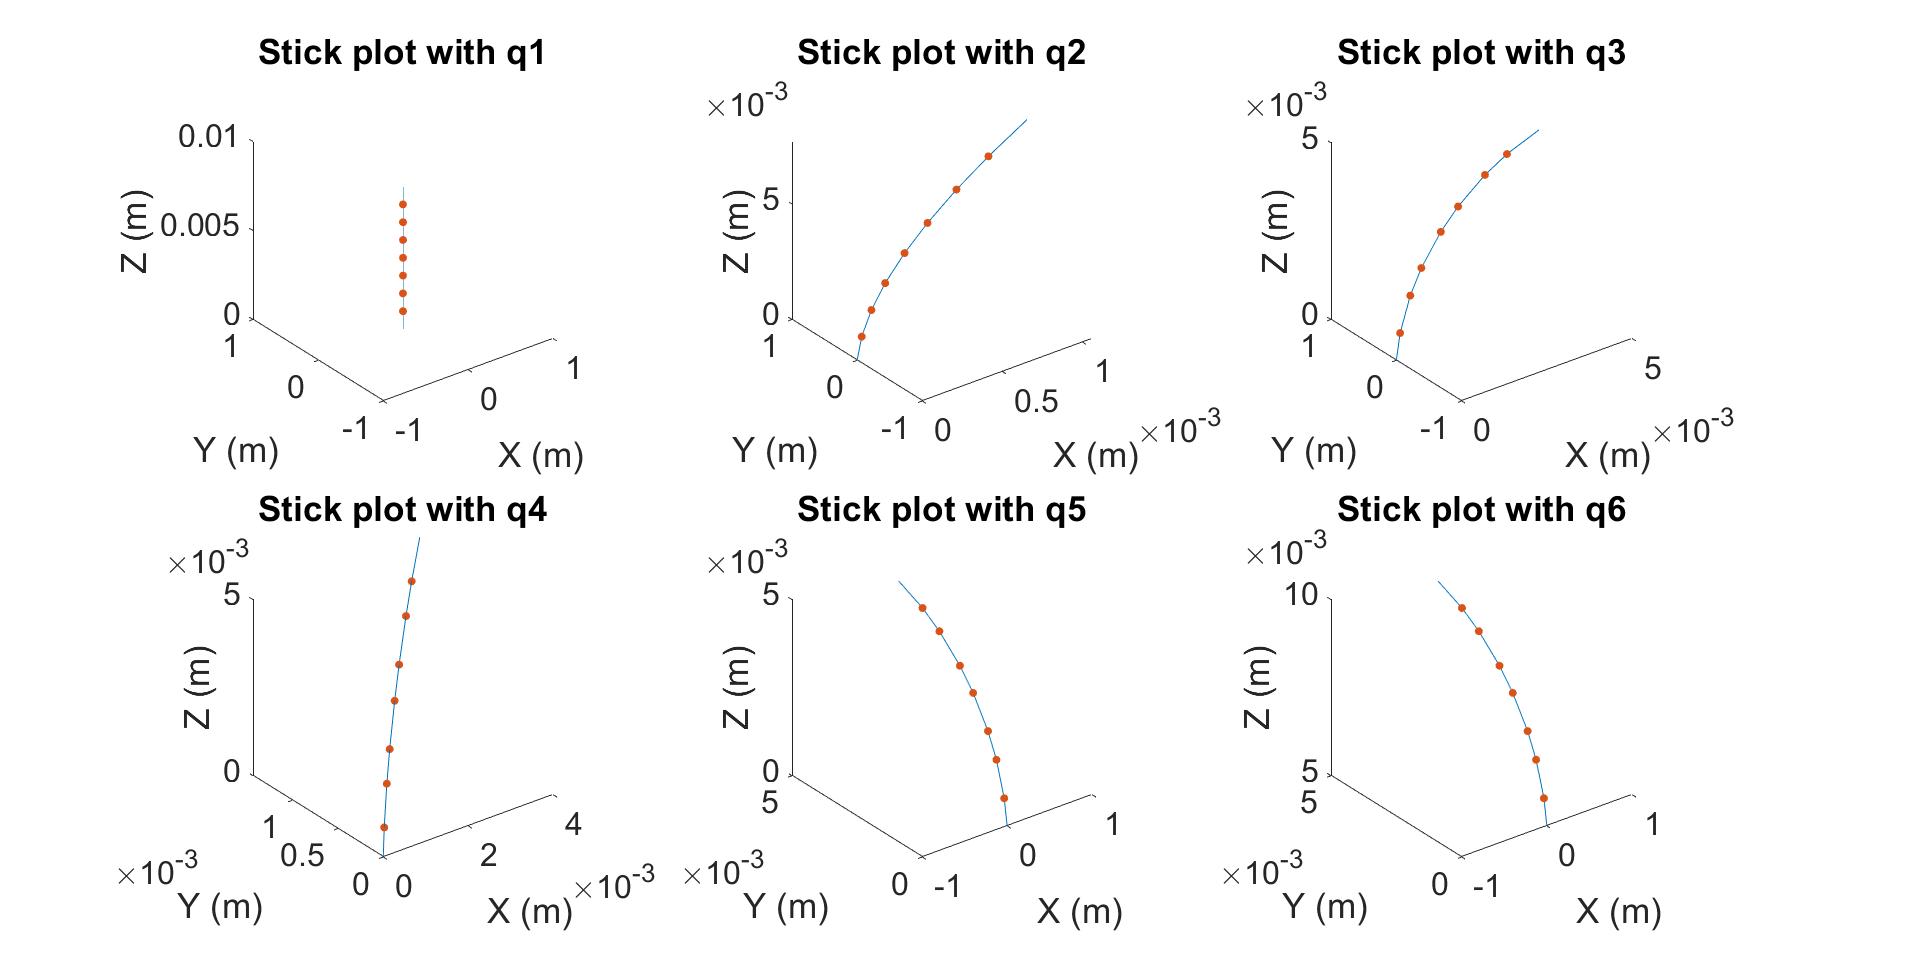 Stick plot with q1
0.01
0.005
0
Z (m)
1
0
-1
Y (m)
-1
0
1
X (m)
Stick plot with q2
×10-3
5
0
Z (m)
1
0
-1
Y (m)
0
0.5
1
×10-3
X (m)
Stick plot with q3
×10-3
5
0
Z (m)
1
0
-1
Y (m)
0
5
×10-3
X (m)
Stick plot with q4
×10-3
5
0
Z (m)
1
0.5
0
×10-3
Y (m)
0
2
4
×10-3
X (m)
Stick plot with q5
×10-3
5
0
Z (m)
5
0
×10-3
Y (m)
-1
0
1
X (m)
Stick plot with q6
×10-3
10
5
Z (m)
5
0
×10-3
Y (m)
-1
0
1
X (m)